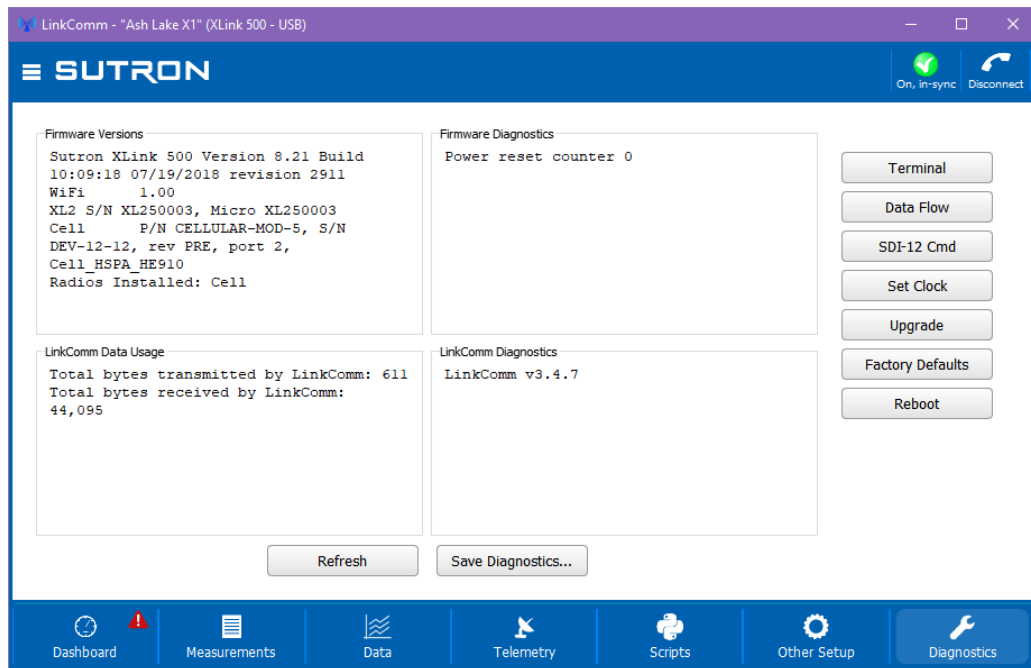 LinkComm - "Ash Lake X1" (XLink 500 - USB)
SUTRON
On, in-sync
Disconnect
Firmware Versions
Sutron XLink 500 Version 8.21 Build
10:09:18 07/19/2018 revision 2911
WiFi 1.00
XL2 S/N XL250003, Micro XL250003
Cell P/N CELLULAR-MOD-5, S/N
DEV-12-12, rev PRE, port 2,
Cell_HSPA_HE910
Radios Installed: Cell
Firmware Diagnostics
Power reset counter 0
LinkComm Data Usage
Total bytes transmitted by LinkComm: 611
Total bytes received by LinkComm:
44,095
LinkComm Diagnostics
LinkComm v3.4.7
Terminal
Data Flow
SDI-12 Cmd
Set Clock
Upgrade
Factory Defaults
Reboot
Refresh
Save Diagnostics...
Dashboard
Measurements
Data
Telemetry
Scripts
Other Setup
Diagnostics